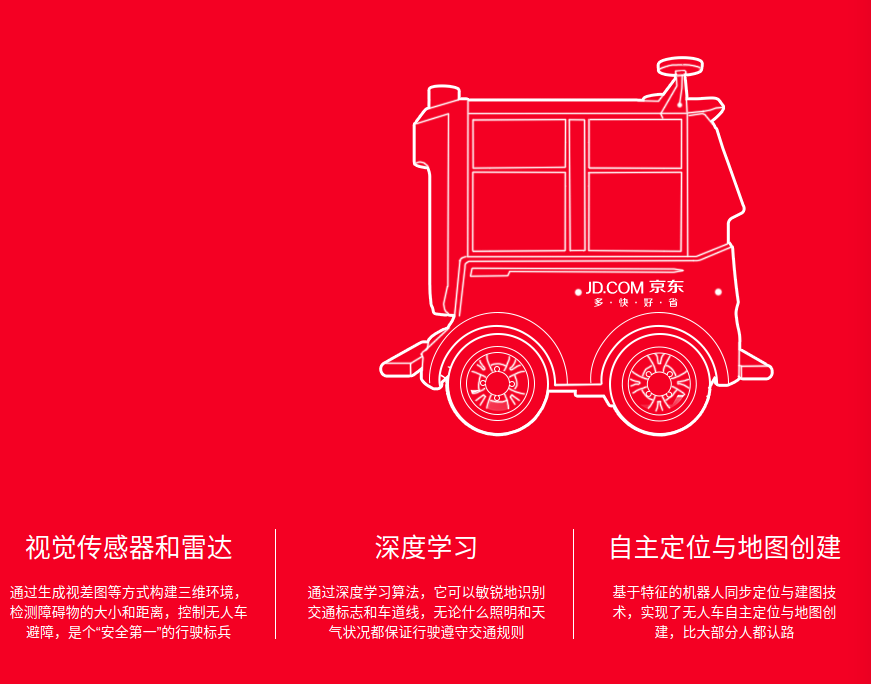 JD.COM 京东
多·快·好·省
视觉传感器和雷达
通过生成视差图等方式构建三维环境，
检测障碍物的大小和距离，控制无人车
避障，是个“安全第一”的行驶标兵
深度学习
通过深度学习算法，它可以敏锐地识别
交通标志和车道线，无论什么照明和天
气状况都保证行驶遵守交通规则
自主定位与地图创建
基于特征的机器人同步定位与建图技
术，实现了无人车自主定位与地图创
建，比大部分人都认路